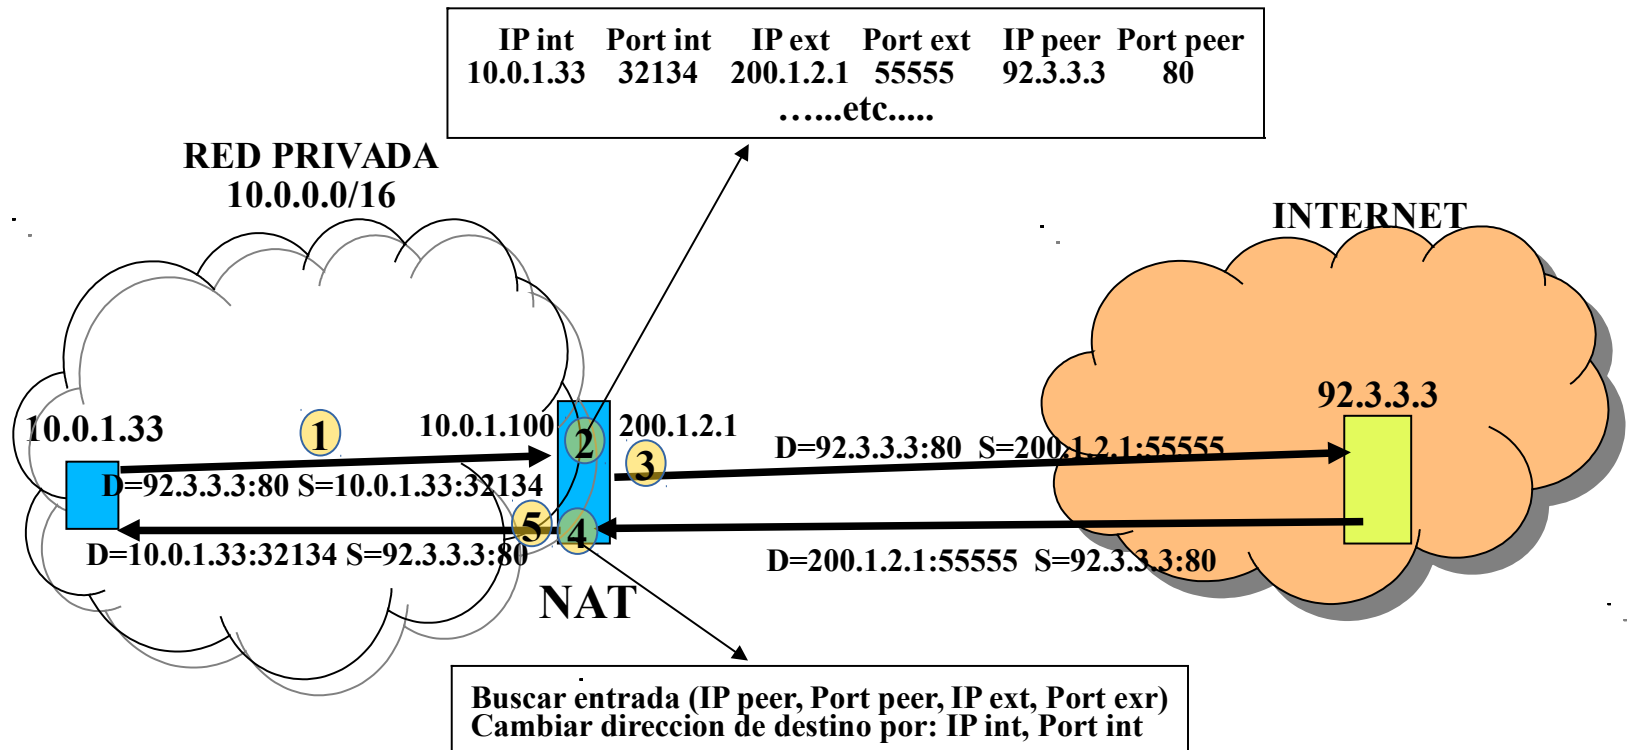 IP int Port int IP ext Port ext IP peer Port peer
10.0.1.33 32134 200.1.2.1 55555 92.3.3.3 80
…...etc.....
RED PRIVADA
10.0.0.0/16
INTERNET
92.3.3.3
10.0.1.33
1
10.0.1.100
2
200.1.2.1
3
D=92.3.3.3:80 S=200.1.2.1:55555
D=92.3.3.3:80 S=10.0.1.33:32134
5
4
D=10.0.1.33:32134 S=92.3.3.3:80
D=200.1.2.1:55555 S=92.3.3.3:80
NAT
Buscar entrada (IP peer, Port peer, IP ext, Port exr)
Cambiar direccion de destino por: IP int, Port int